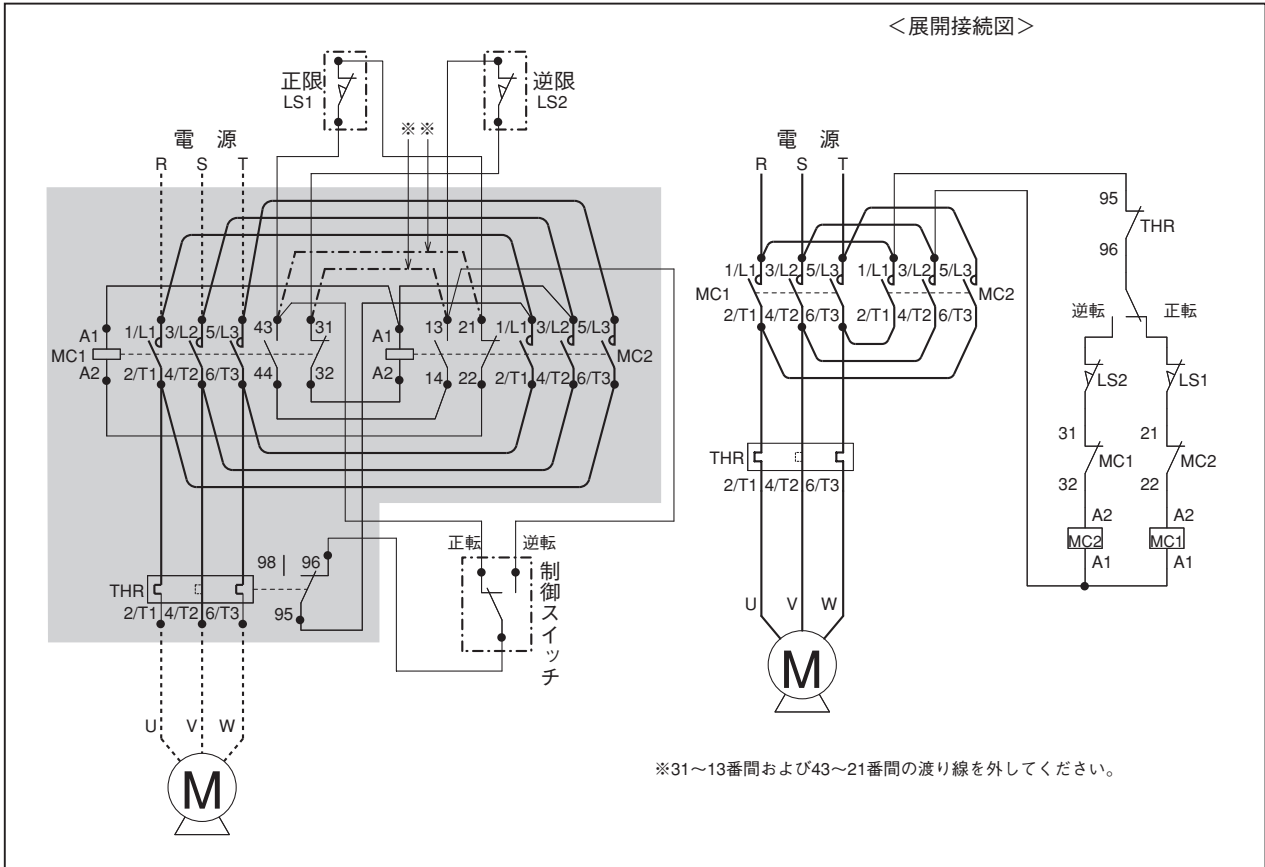 <展開接続図>
正限
LS1
逆限
LS2
※ ※
電 源
R S T
A1
MC1
A2
1/L1 3/L2 5/L3
2/T1 4/T2 6/T3
43 31
44 32
A1
A2
13 21
14 22
1/L1 3/L2 5/L3
2/T1 4/T2 6/T3
MC2
正転 逆転
制御スイッチ
98 96
95
THR
2/T1 4/T2 6/T3
U V W
M
電 源
R S T
1/L1 3/L2 5/L3 1/L1 3/L2 5/L3
MC1 MC2
2/T1 4/T2 6/T3 2/T1 4/T2 6/T3
THR
2/T1 4/T2 6/T3
U V W
M
95
THR
96
逆転 正転
LS2 LS1
31 21
MC1 MC2
32 22
A2 A2
MC2 MC1
A1 A1
※31〜13番間および43〜21番間の渡り線を外してください。